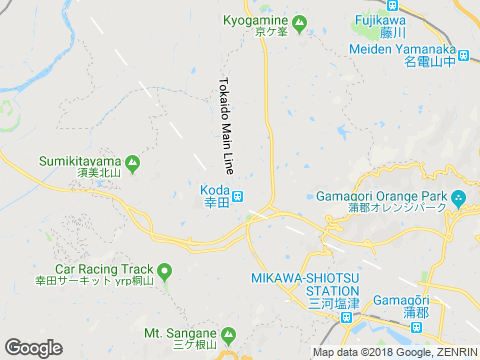 Kyogamine
京ケ峯
Fujikawa
藤川
Meiden Yamanaka
名電山中
Tokaido Main Line
Sumikitayama
須美北山
Koda
幸田
Gamagori Orange Park
蒲郡オレンジパーク
Car Racing Track
幸田サーキット yrp桐山
MIKAWA-SHIOTSU
STATION
三河塩津
Gamagōri
蒲郡
Mt. Sangane
三ケ根山
Google
Map data ©2018 Google, ZENRIN